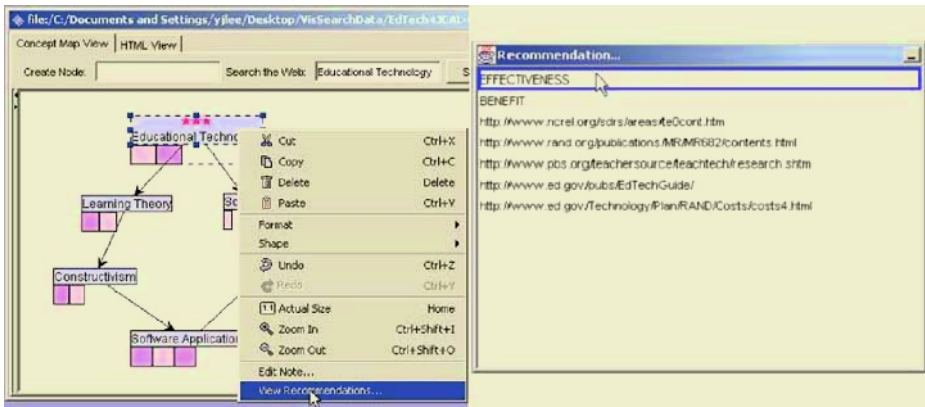 file:/C:/Documents and Settings/yjlee/Desktop/VisSearchData/EdTech
Concept Map View HTML View
Create Node: Search the Web: Educational Technology S
Educational Techno
Learning Theory
Constructivism
Software Application
Cut Ctrl+X
Copy Ctrl+C
Delete Delete
Paste Ctrl+V
Format
Shape
Undo Ctrl+Z
Redo Ctrl+Y
Actual Size Home
Zoom In Ctrl+Shift+I
Zoom Out Ctrl+Shift+O
Edit Note...
View Recommendations...
Recommendation...
EFFECTIVENESS
BENEFIT
http://www.ncrel.org/sdrs/areas/te0cont.htm
http://www.rand.org/publications/MR/MR682/contents.html
http://www.pbs.org/teachersource/teachtech/research.shtm
http://www.ed.gov/pubs/EdTechGuide/
http://www.ed.gov/Technology/Plan/RAND/Costs/costs4.html